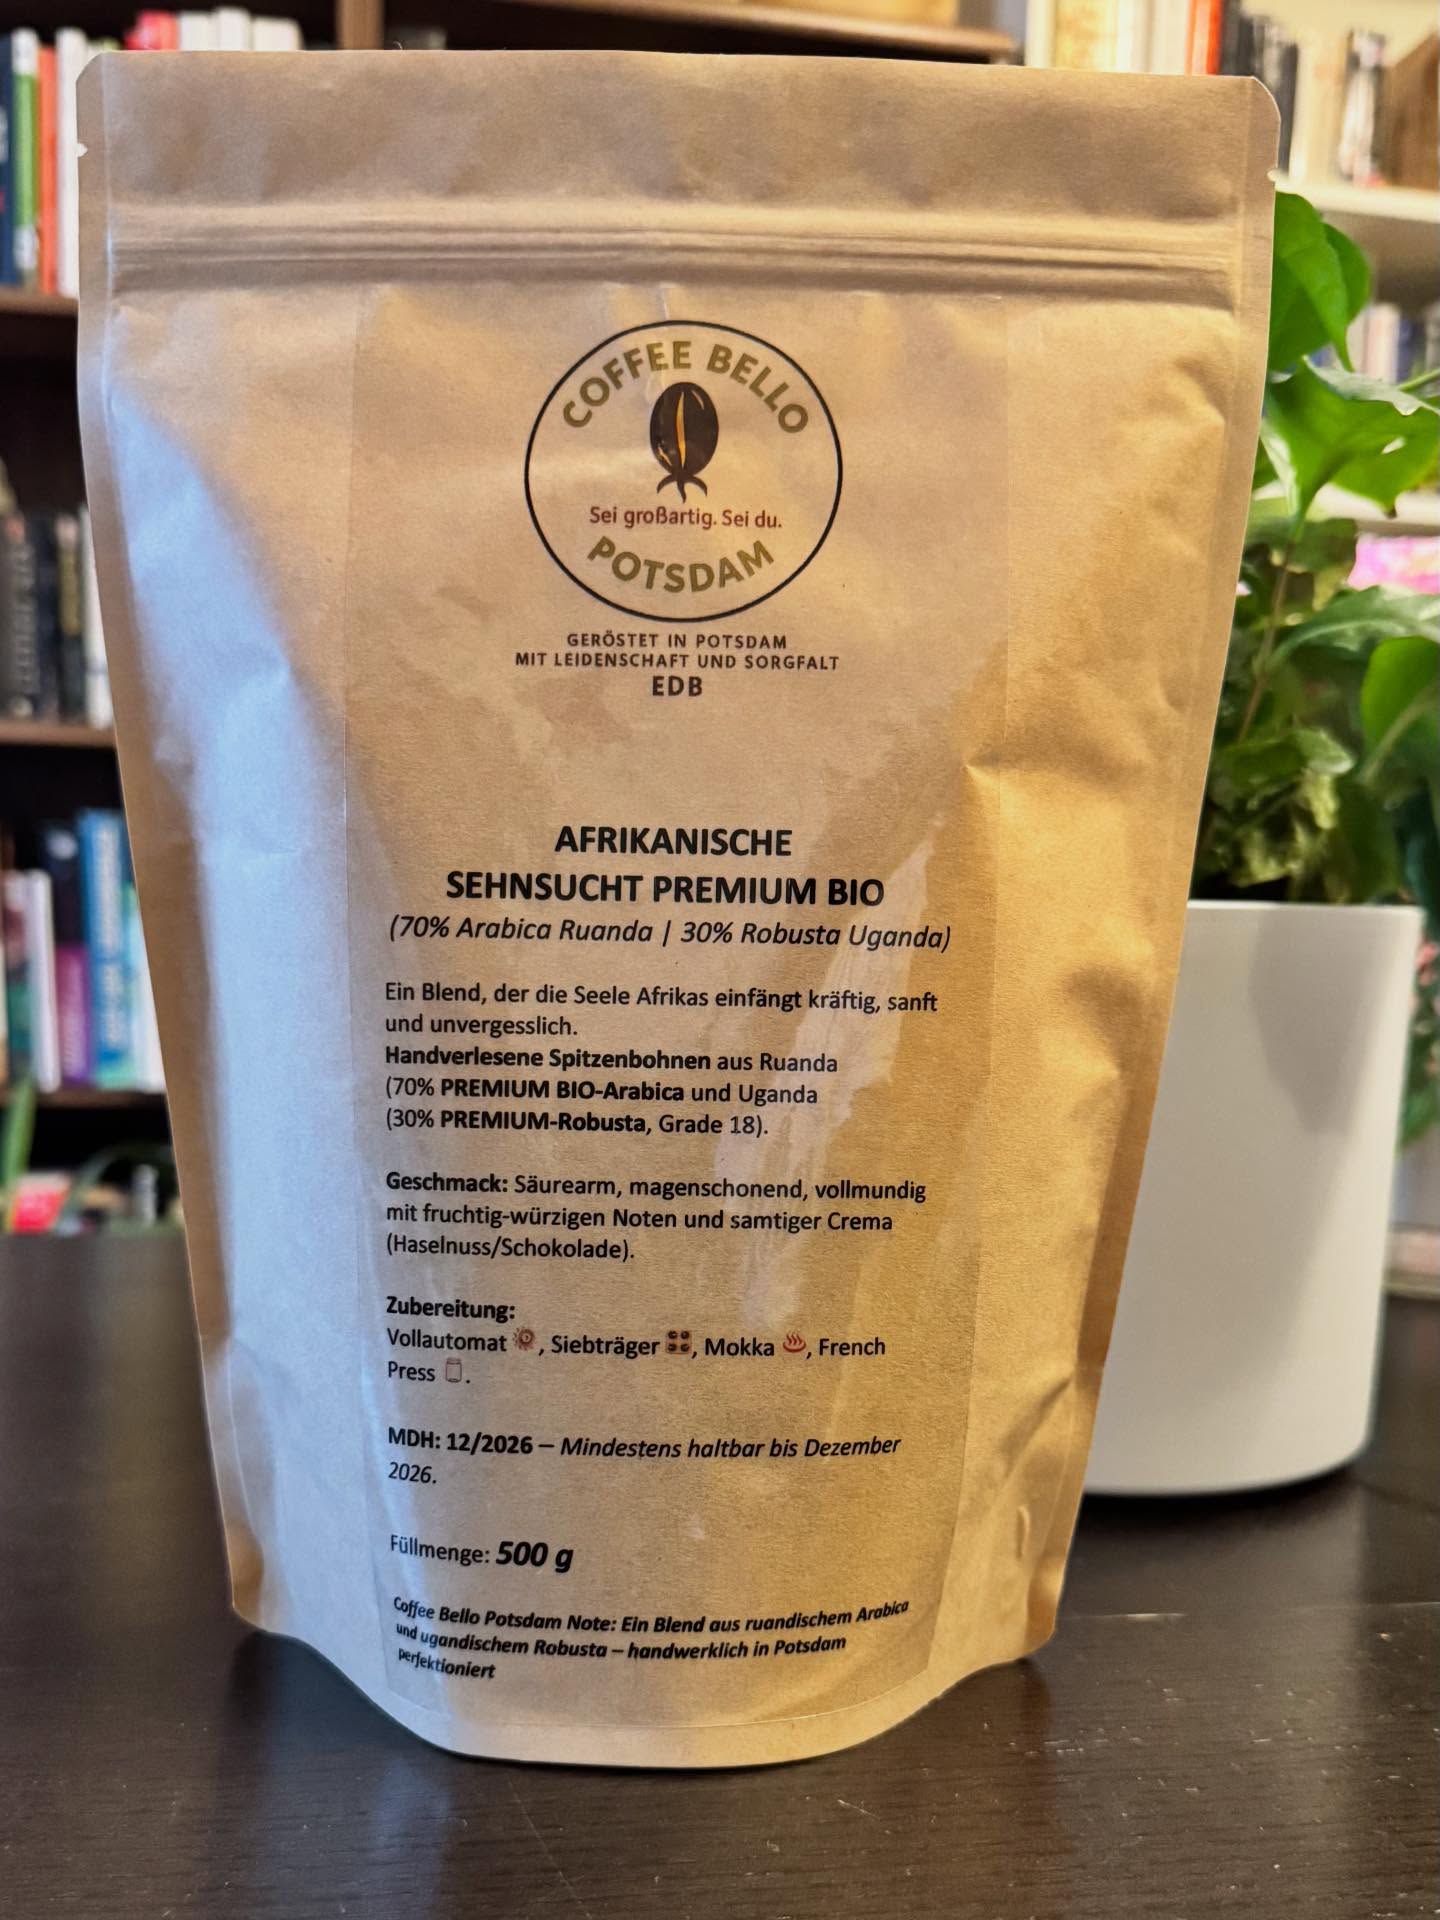 COFFEE BELLO
Sei großartig. Sei du.
POTSDAM
GERÖSTET IN POTSDAM
MIT LEIDENSCHAFT UND SORGFALT
EDB
AFRIKANISCHE
SEHNSUCHT PREMIUM BIO
(70% Arabica Ruanda | 30% Robusta Uganda)
Ein Blend, der die Seele Afrikas einfängt kräftig, sanft
und unvergesslich.
Handverlesene Spitzenbohnen aus Ruanda
(70% PREMIUM BIO-Arabica und Uganda
(30% PREMIUM-Robusta, Grade 18).
Geschmack: Säurearm, magenschonend, vollmundig
mit fruchtig-würzigen Noten und samtiger Crema
(Haselnuss/Schokolade).
Zubereitung:
Vollautomat , Siebträger , Mokka , French
Press .
MDH: 12/2026 – Mindestens haltbar bis Dezember
2026.
Füllmenge: 500 g
Coffee Bello Potsdam Note: Ein Blend aus ruandischem Arabica
und ugandischem Robusta – handwerklich in Potsdam
perfektioniert